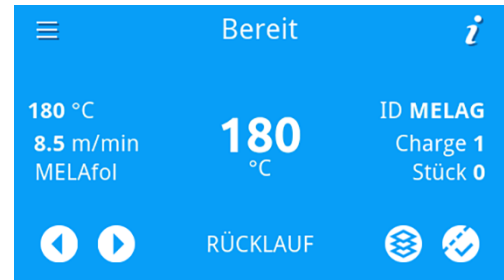 Bereit
i
180 °C
8.5 m/min
MELAfol
180
°C
ID MELAG
Charge 1
Stück 0
RÜCKLAUF